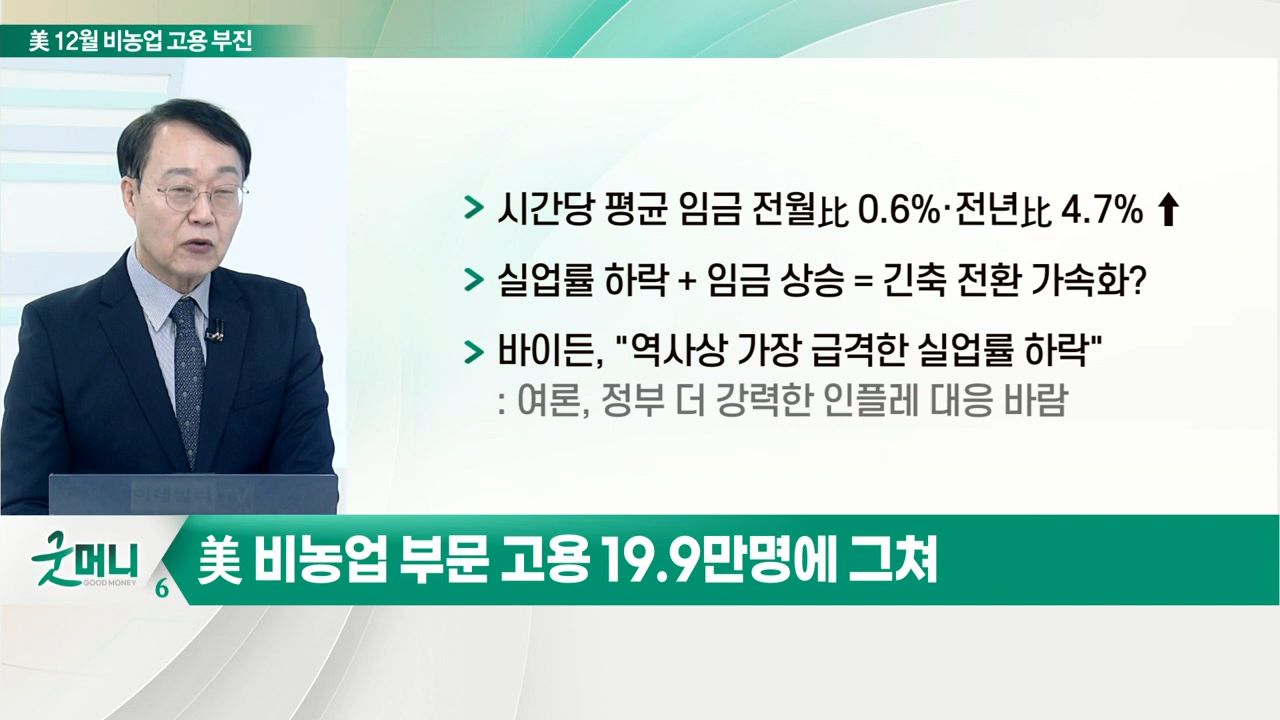 美 12월 비농업 고용 부진
> 시간당 평균 임금 전월比 0.6%·전년比 4.7% ⬆
> 실업률 하락 + 임금 상승 = 긴축 전환 가속화?
> 바이든, "역사상 가장 급격한 실업률 하락"
: 여론, 정부 더 강력한 인플레 대응 바람
굿머니
GOOD MONEY
6
美 비농업 부문 고용 19.9만명에 그쳐